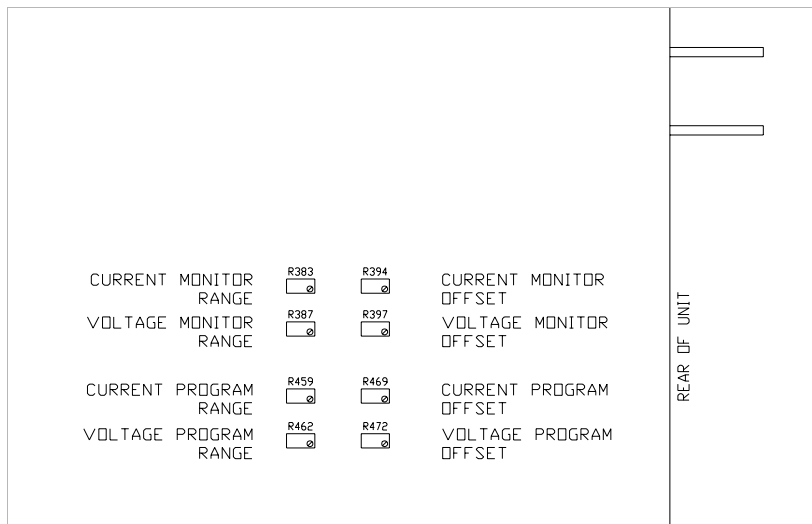 R383 R394
CURRENT MONITOR CURRENT MONITOR
RANGE OFFSET
R387 R397
VOLTAGE MONITOR VOLTAGE MONITOR
RANGE OFFSET
R459 R469
CURRENT PROGRAM CURRENT PROGRAM
RANGE OFFSET
R462 R472
VOLTAGE PROGRAM VOLTAGE PROGRAM
RANGE OFFSET
REAR OF UNIT